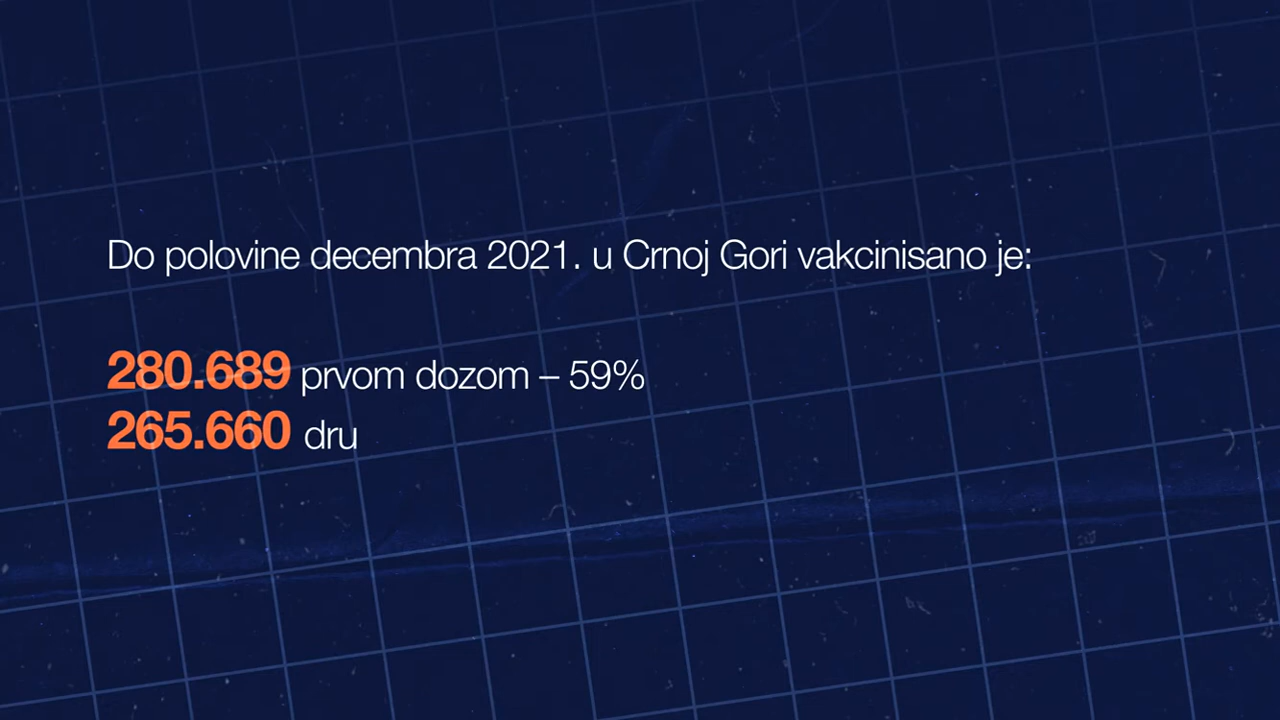 Do polovine decembra 2021. u Crnoj Gori vakcinisano je:
280.689 prvom dozom – 59%
265.660 dru